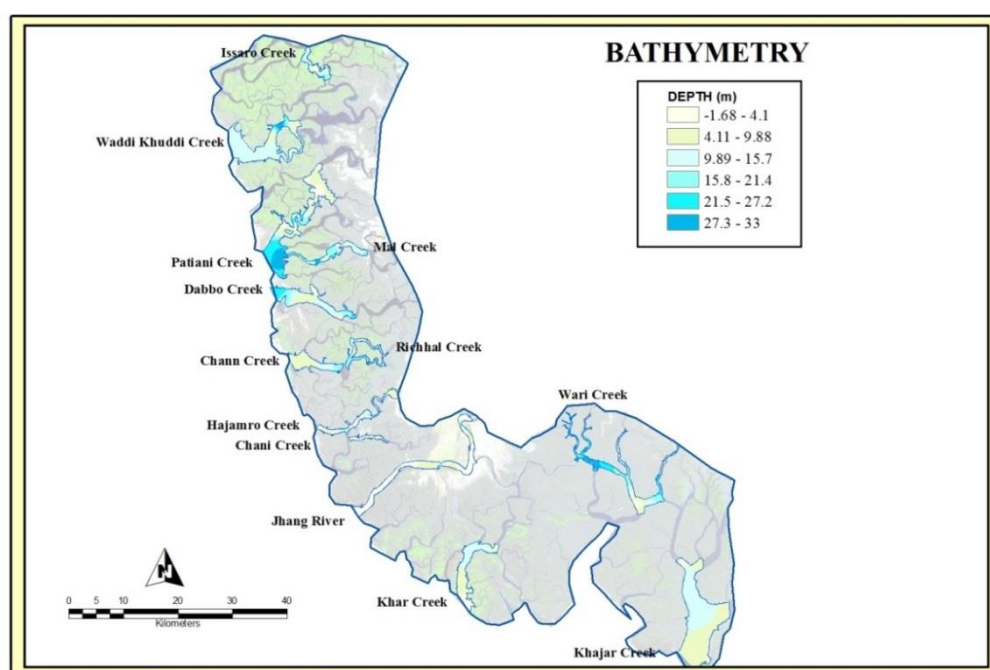 BATHYMETRY
DEPTH (m)
-1.68 - 4.1
4.11 - 9.88
9.89 - 15.7
15.8 - 21.4
21.5 - 27.2
27.3 - 33
Issaro Creek
Waddi Khuddi Creek
Mal Creek
Patiani Creek
Dabbo Creek
Richhal Creek
Chann Creek
Wari Creek
Hajamro Creek
Chani Creek
Jhang River
Khar Creek
Khajar Creek
N
0 5 10 20 30 40
Kilometers